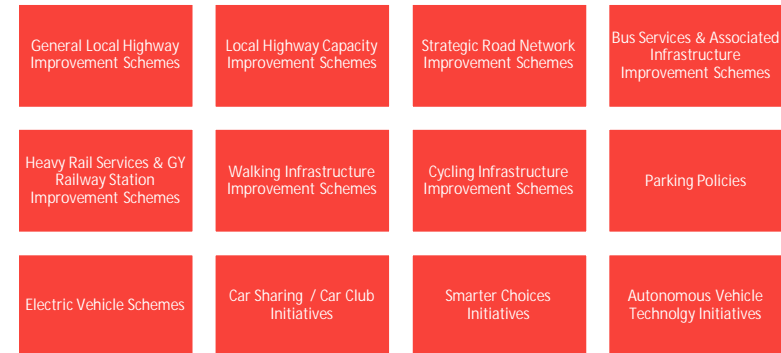 General Local Highway
Improvement Schemes
Local Highway Capacity
Improvement Schemes
Strategic Road Network
Improvement Schemes
Bus Services & Associated
Infrastructure
Improvement Schemes
Heavy Rail Services & GY
Railway Station
Improvement Schemes
Walking Infrastructure
Improvement Schemes
Cycling Infrastructure
Improvement Schemes
Parking Policies
Electric Vehicle Schemes
Car Sharing / Car Club
Initiatives
Smarter Choices
Initiatives
Autonomous Vehicle
Technolgy Initiatives